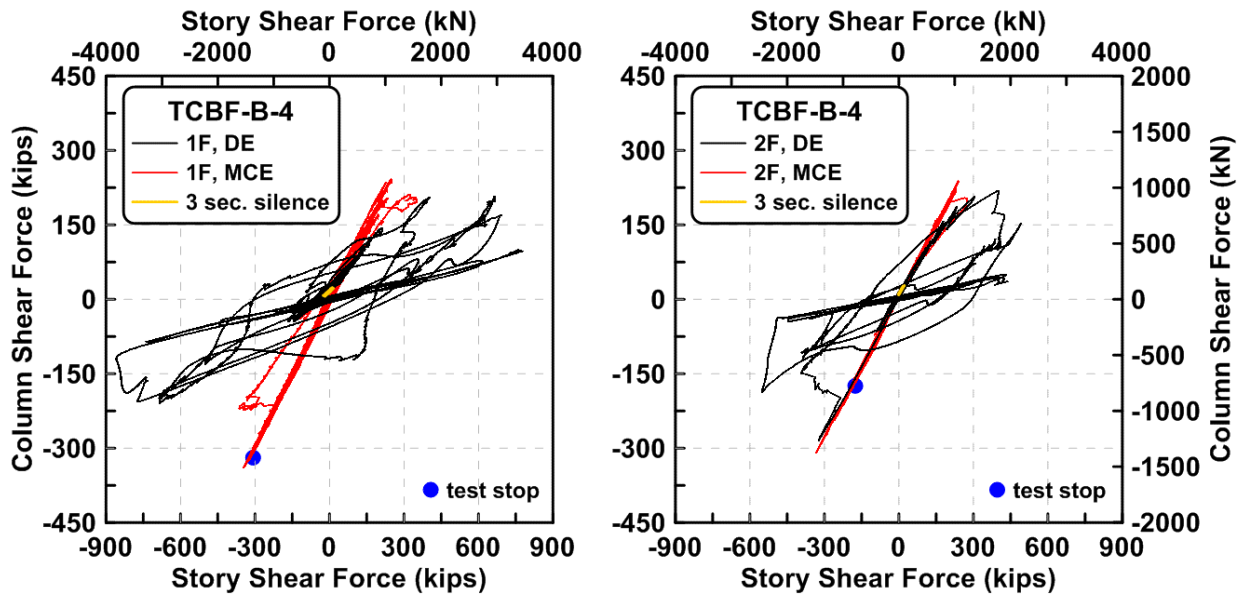 Story Shear Force (kN)
-4000 -2000 0 2000 4000
450
300
150
0
-150
-300
-450
Column Shear Force (kips)
TCBF-B-4
1F, DE
1F, MCE
3 sec. silence
test stop
-900 -600 -300 0 300 600 900
Story Shear Force (kips)
Story Shear Force (kN)
-4000 -2000 0 2000 4000
450
300
150
0
-150
-300
-450
TCBF-B-4
2F, DE
2F, MCE
3 sec. silence
test stop
2000
1500
1000
500
0
-500
-1000
-1500
-2000
Column Shear Force (kN)
-900 -600 -300 0 300 600 900
Story Shear Force (kips)